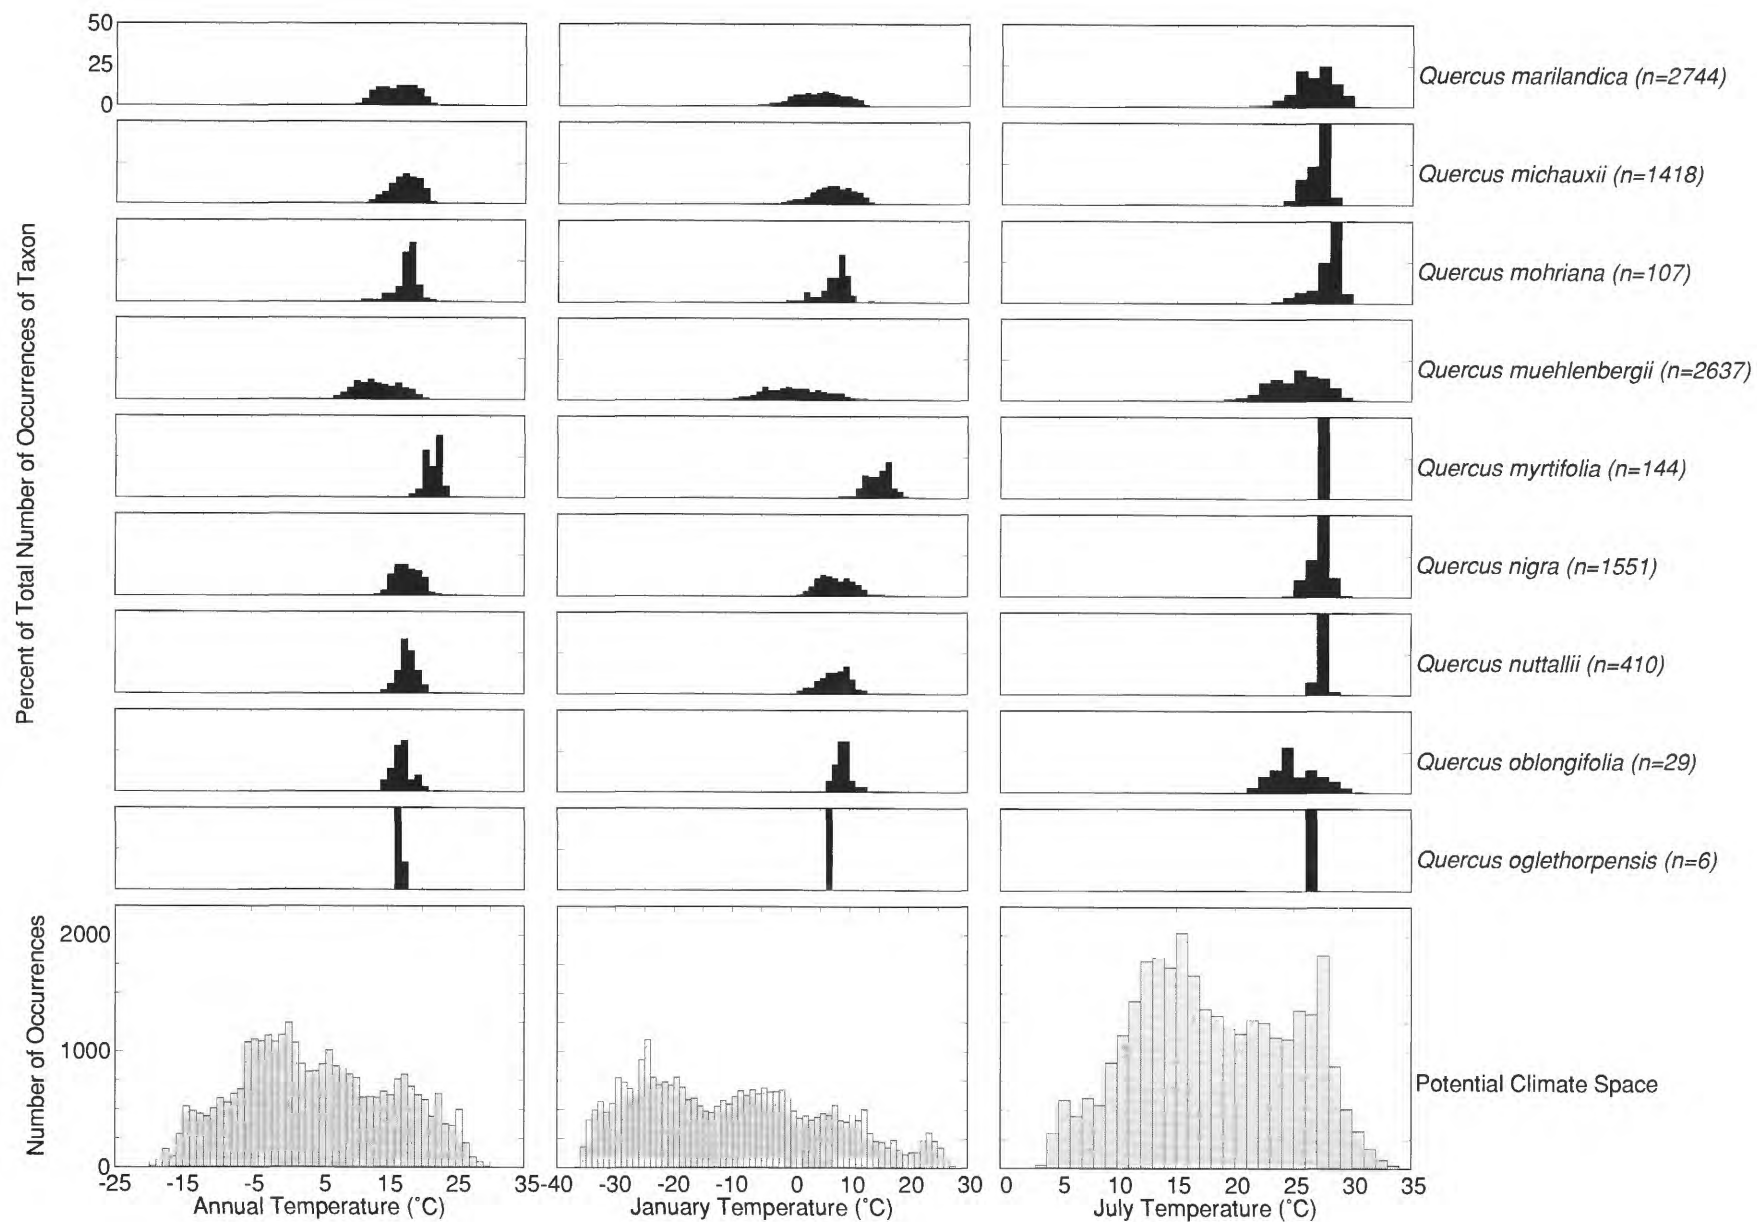 50
25
0
Quercus marilandica (n=2744)
Quercus michauxii (n=1418)
Quercus mohriana (n=107)
Quercus muehlenbergii (n=2637)
Quercus myrtifolia (n=144)
Quercus nigra (n=1551)
Quercus nuttallii (n=410)
Quercus oblongifolia (n=29)
Quercus oglethorpensis (n=6)
Percent of Total Number of Occurrences of Taxon
Number of Occurrences
2000
1000
0
Potential Climate Space
-25 -15 -5 5 15 25 35
Annual Temperature (°C)
-40 -30 -20 -10 0 10 20 30
January Temperature (°C)
0 5 10 15 20 25 30 35
July Temperature (°C)